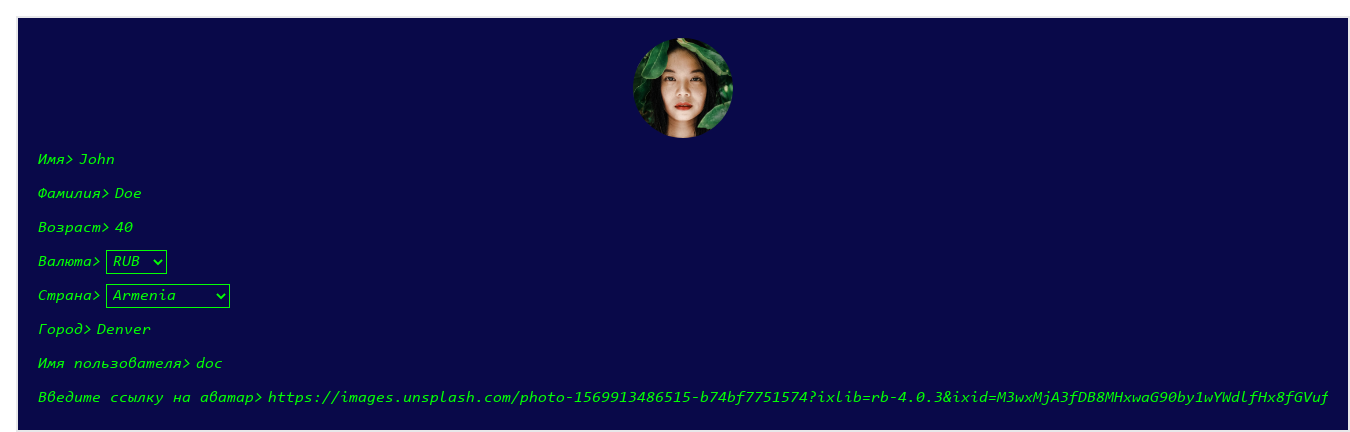 Имя> John
Фамилия> Doe
Возраст> 40
Валюта> RUB
Страна> Armenia
Город> Denver
Имя пользователя> doc
Введите ссылку на аватар> https://images.unsplash.com/photo-1569913486515-b74bf7751574?ixlib=rb-4.0.3&ixid=M3wxMjA3fDB8MHxwaG90by1wYWdlfHx8fGVuf